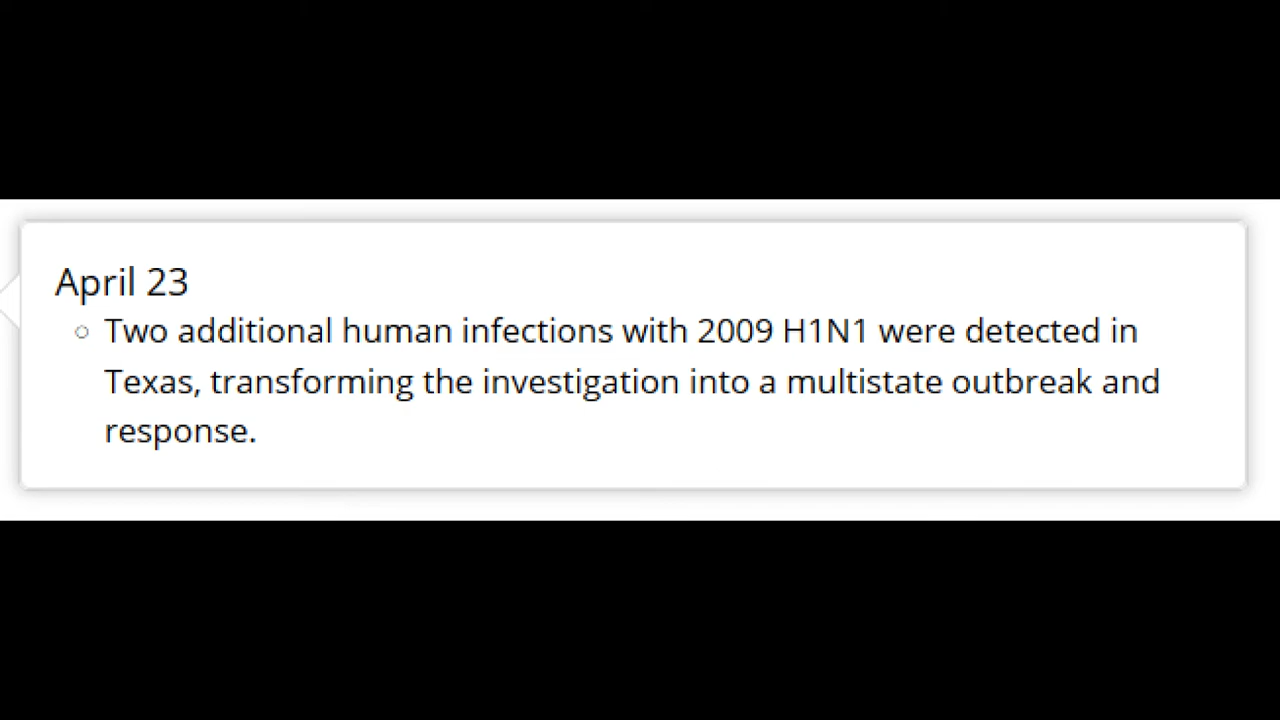 April 23
Two additional human infections with 2009 H1N1 were detected in
Texas, transforming the investigation into a multistate outbreak and
response.